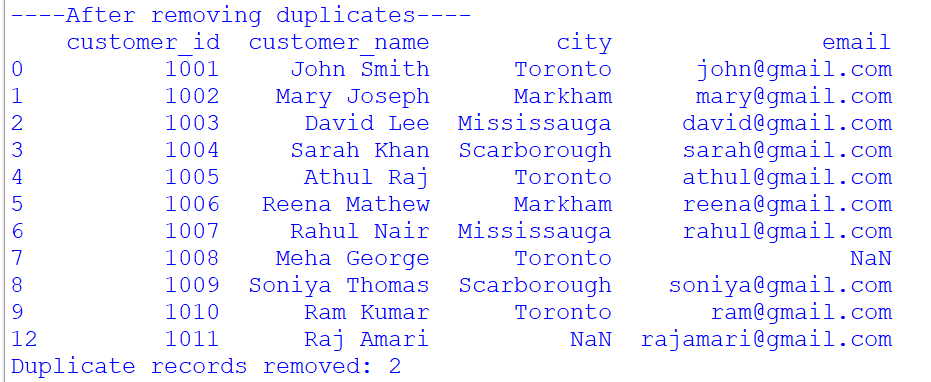 ----After removing duplicates----
    customer_id  customer_name         city               email
0          1001     John Smith      Toronto      john@gmail.com
1          1002    Mary Joseph      Markham      mary@gmail.com
2          1003      David Lee  Mississauga     david@gmail.com
3          1004     Sarah Khan  Scarborough     sarah@gmail.com
4          1005      Athul Raj      Toronto     athul@gmail.com
5          1006   Reena Mathew      Markham     reena@gmail.com
6          1007     Rahul Nair  Mississauga     rahul@gmail.com
7          1008    Meha George      Toronto                 NaN
8          1009  Soniya Thomas  Scarborough    soniya@gmail.com
9          1010      Ram Kumar      Toronto       ram@gmail.com
12         1011      Raj Amari          NaN  rajamari@gmail.com
Duplicate records removed: 2